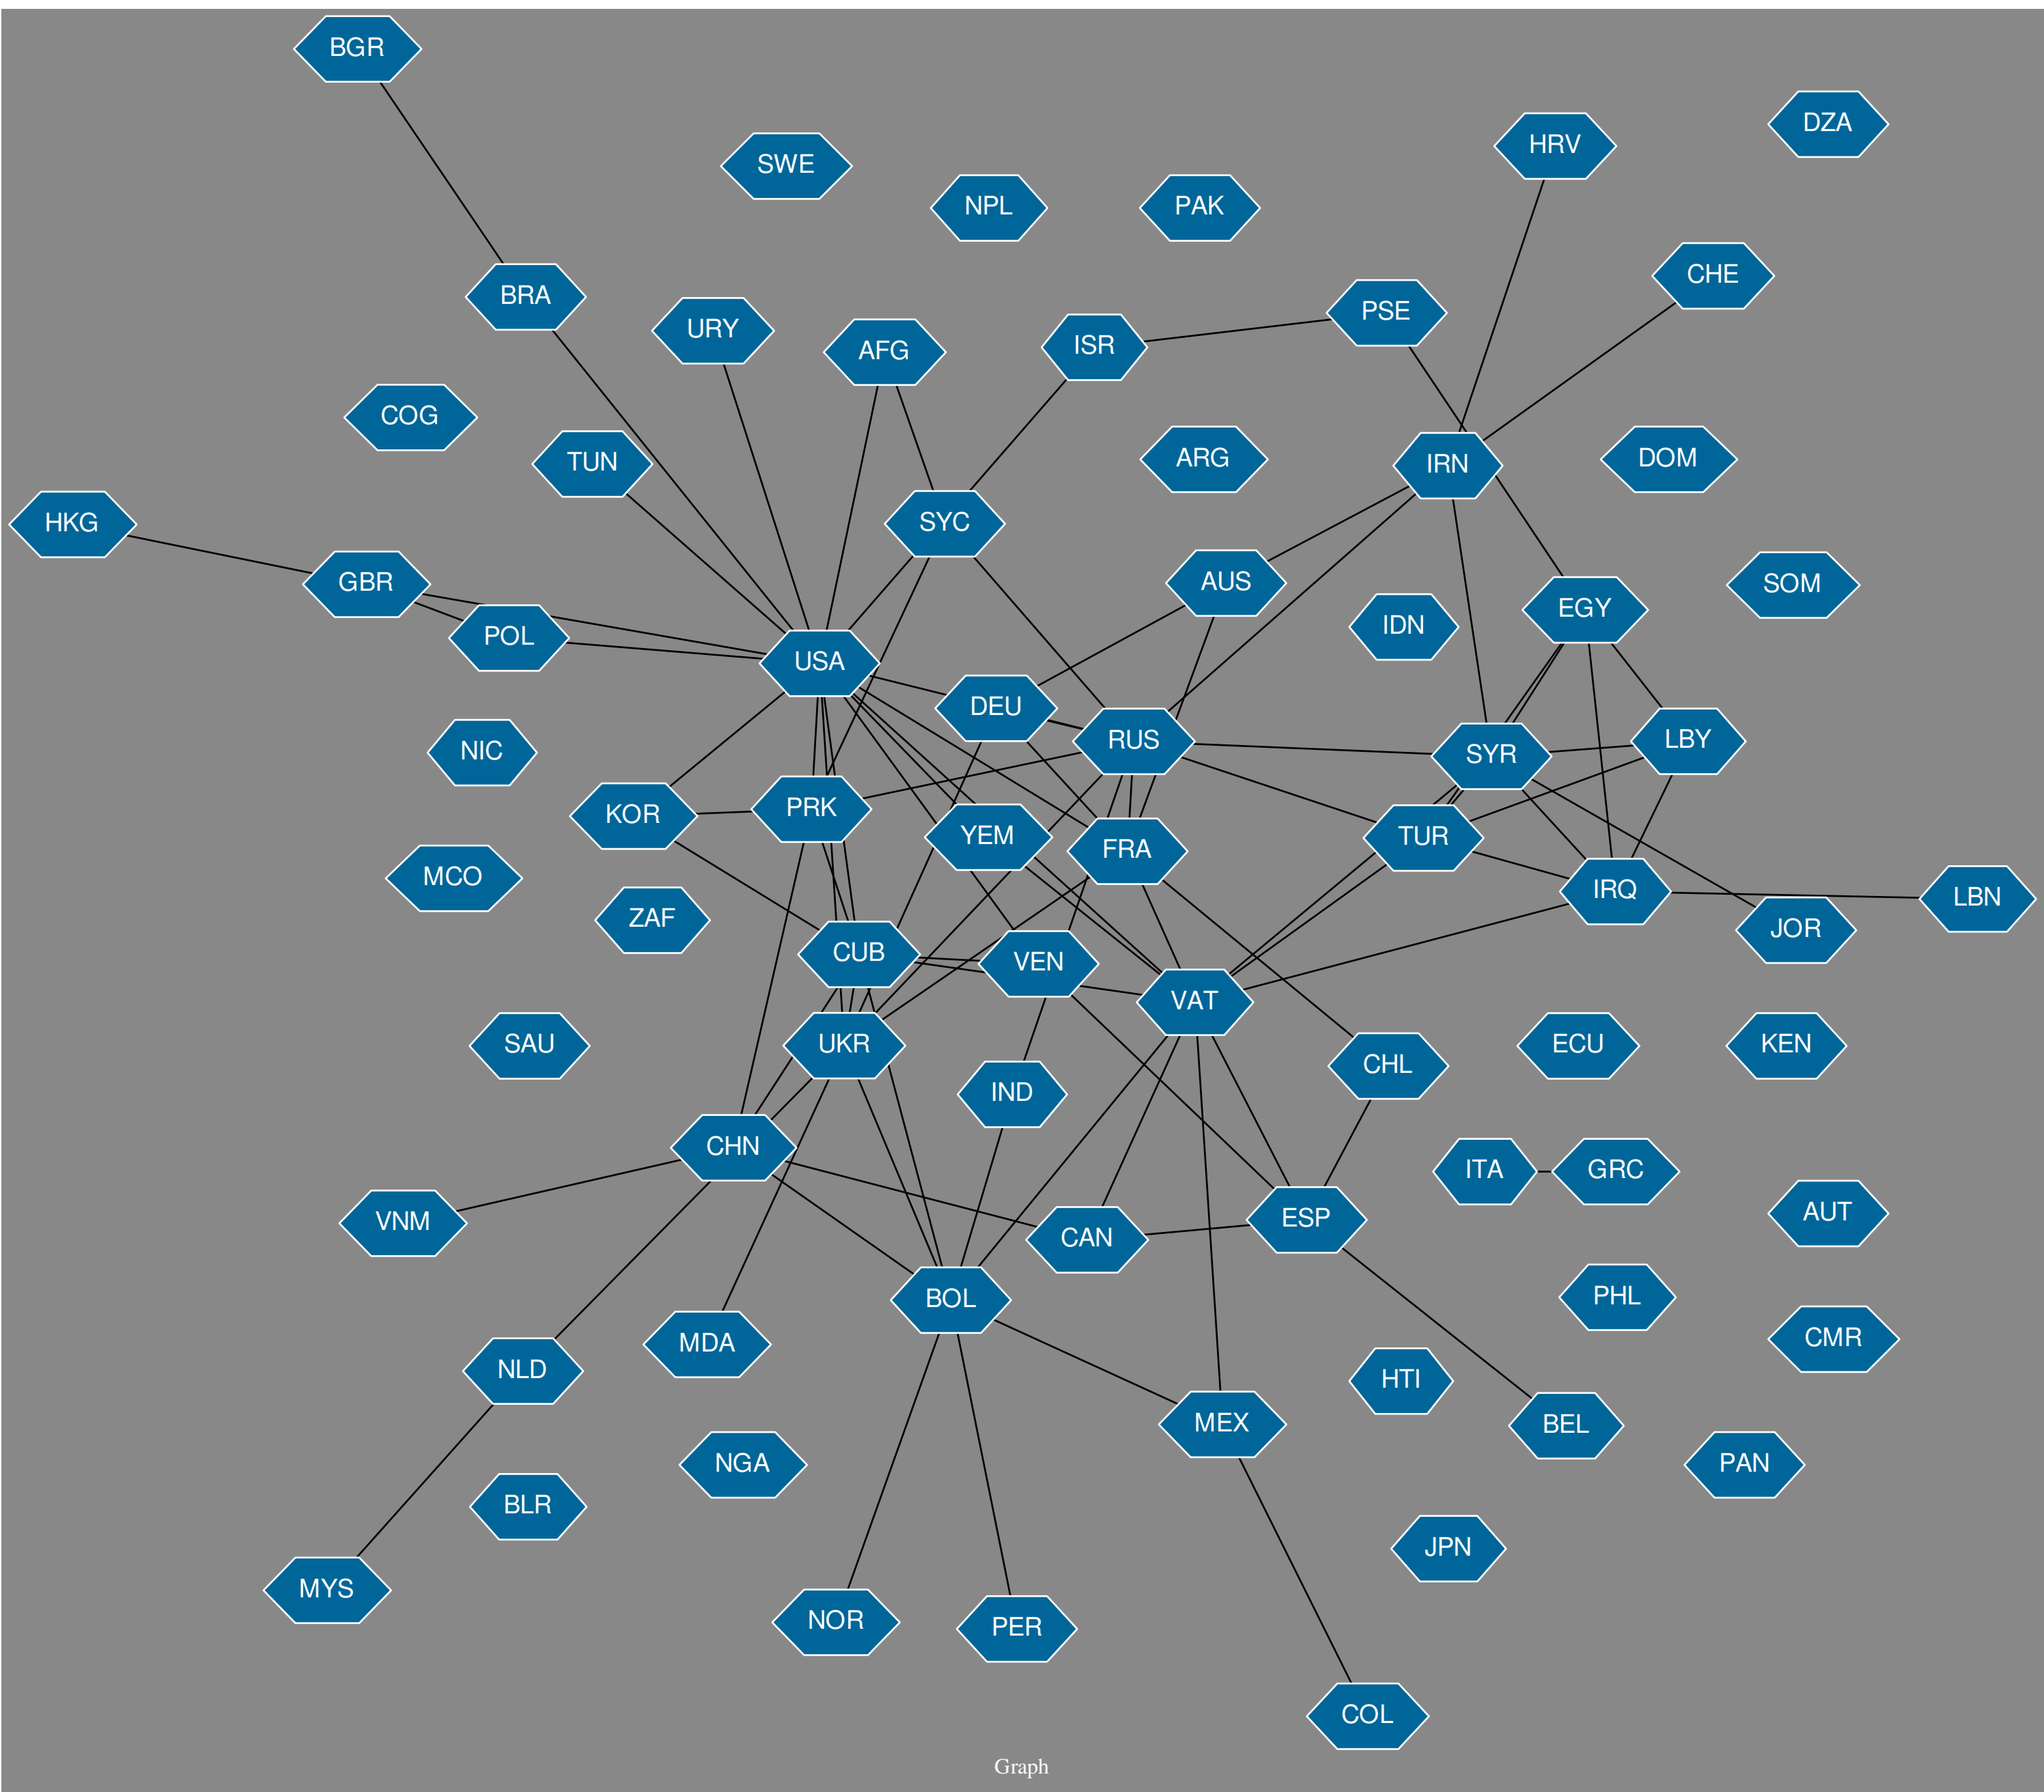 BGR
DZA
HRV
SWE
NPL
PAK
CHE
BRA
PSE
URY
ISR
AFG
COG
ARG
DOM
TUN
IRN
HKG
SYC
GBR
AUS
SOM
EGY
IDN
POL
USA
DEU
RUS
LBY
NIC
SYR
PRK
KOR
YEM
TUR
FRA
MCO
IRQ
LBN
ZAF
JOR
CUB
VEN
VAT
SAU
UKR
ECU
KEN
CHL
IND
CHN
ITA
GRC
VNM
AUT
ESP
CAN
BOL
PHL
CMR
MDA
NLD
HTI
MEX
BEL
NGA
PAN
BLR
JPN
MYS
NOR
PER
COL
Graph